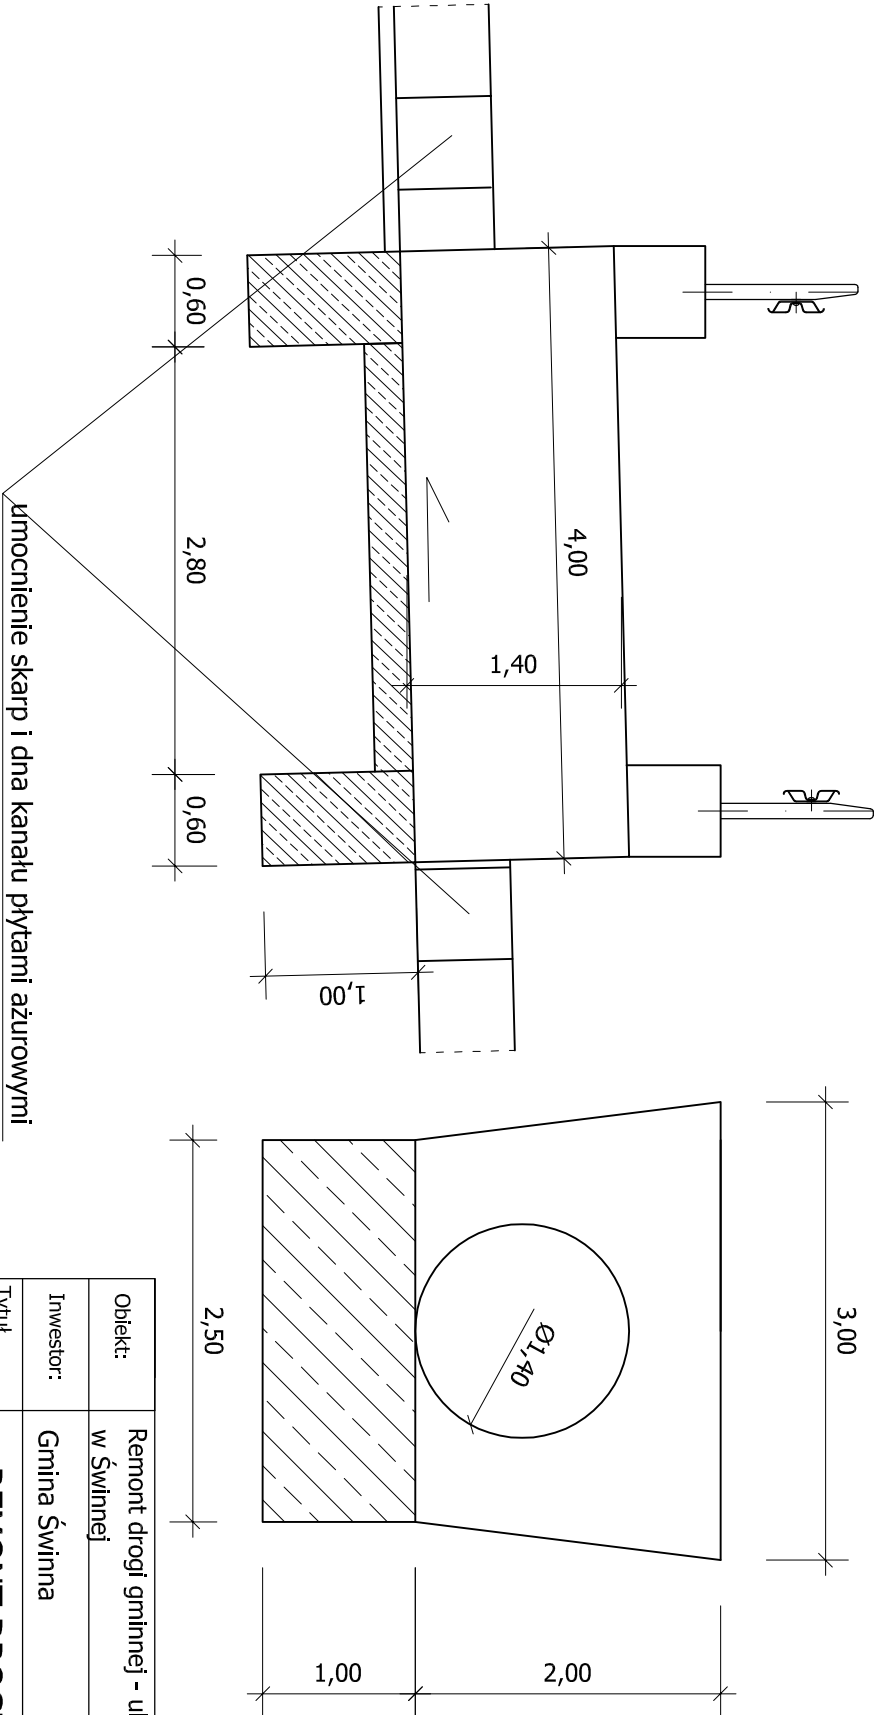 0,60
2,80
0,60
4,00
1,40
1,00
umocnienie skarp i dna kanału płytami ażurowymi
3,00
2,50
Ø1,40
1,00
2,00
Obiekt:
Remont drogi gminnej -
w Świnnej
Inwestor:
Gmina Świnna